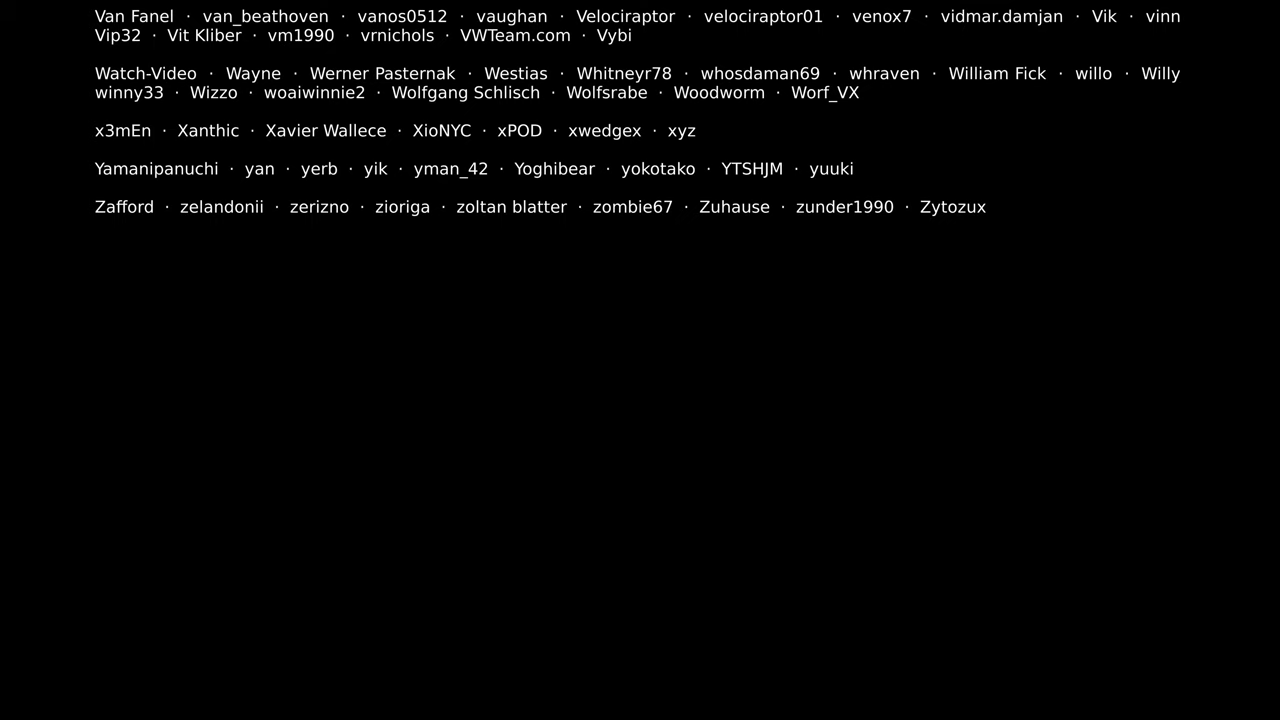 Van Fanel · van_beathoven · vanos0512 · vaughan · Velociraptor · velociraptor01 · venox7 · vidmar.damjan · Vik · vinn
Vip32 · Vit Kliber · vm1990 · vrnichols · VWTeam.com · Vybi
Watch-Video · Wayne · Werner Pasternak · Westias · Whitneyr78 · whosdaman69 · whraven · William Fick · willo · Willy
winny33 · Wizzo · woaiwinnie2 · Wolfgang Schlisch · Wolfsrabe · Woodworm · Worf_VX
x3mEn · Xanthic · Xavier Wallece · XioNYC · xPOD · xwedgex · xyz
Yamanipanuchi · yan · yerb · yik · yman_42 · Yoghibear · yokotako · YTSHJM · yuuki
Zafford · zelandonii · zerizno · zioriga · zoltan blatter · zombie67 · Zuhause · zunder1990 · Zytozux